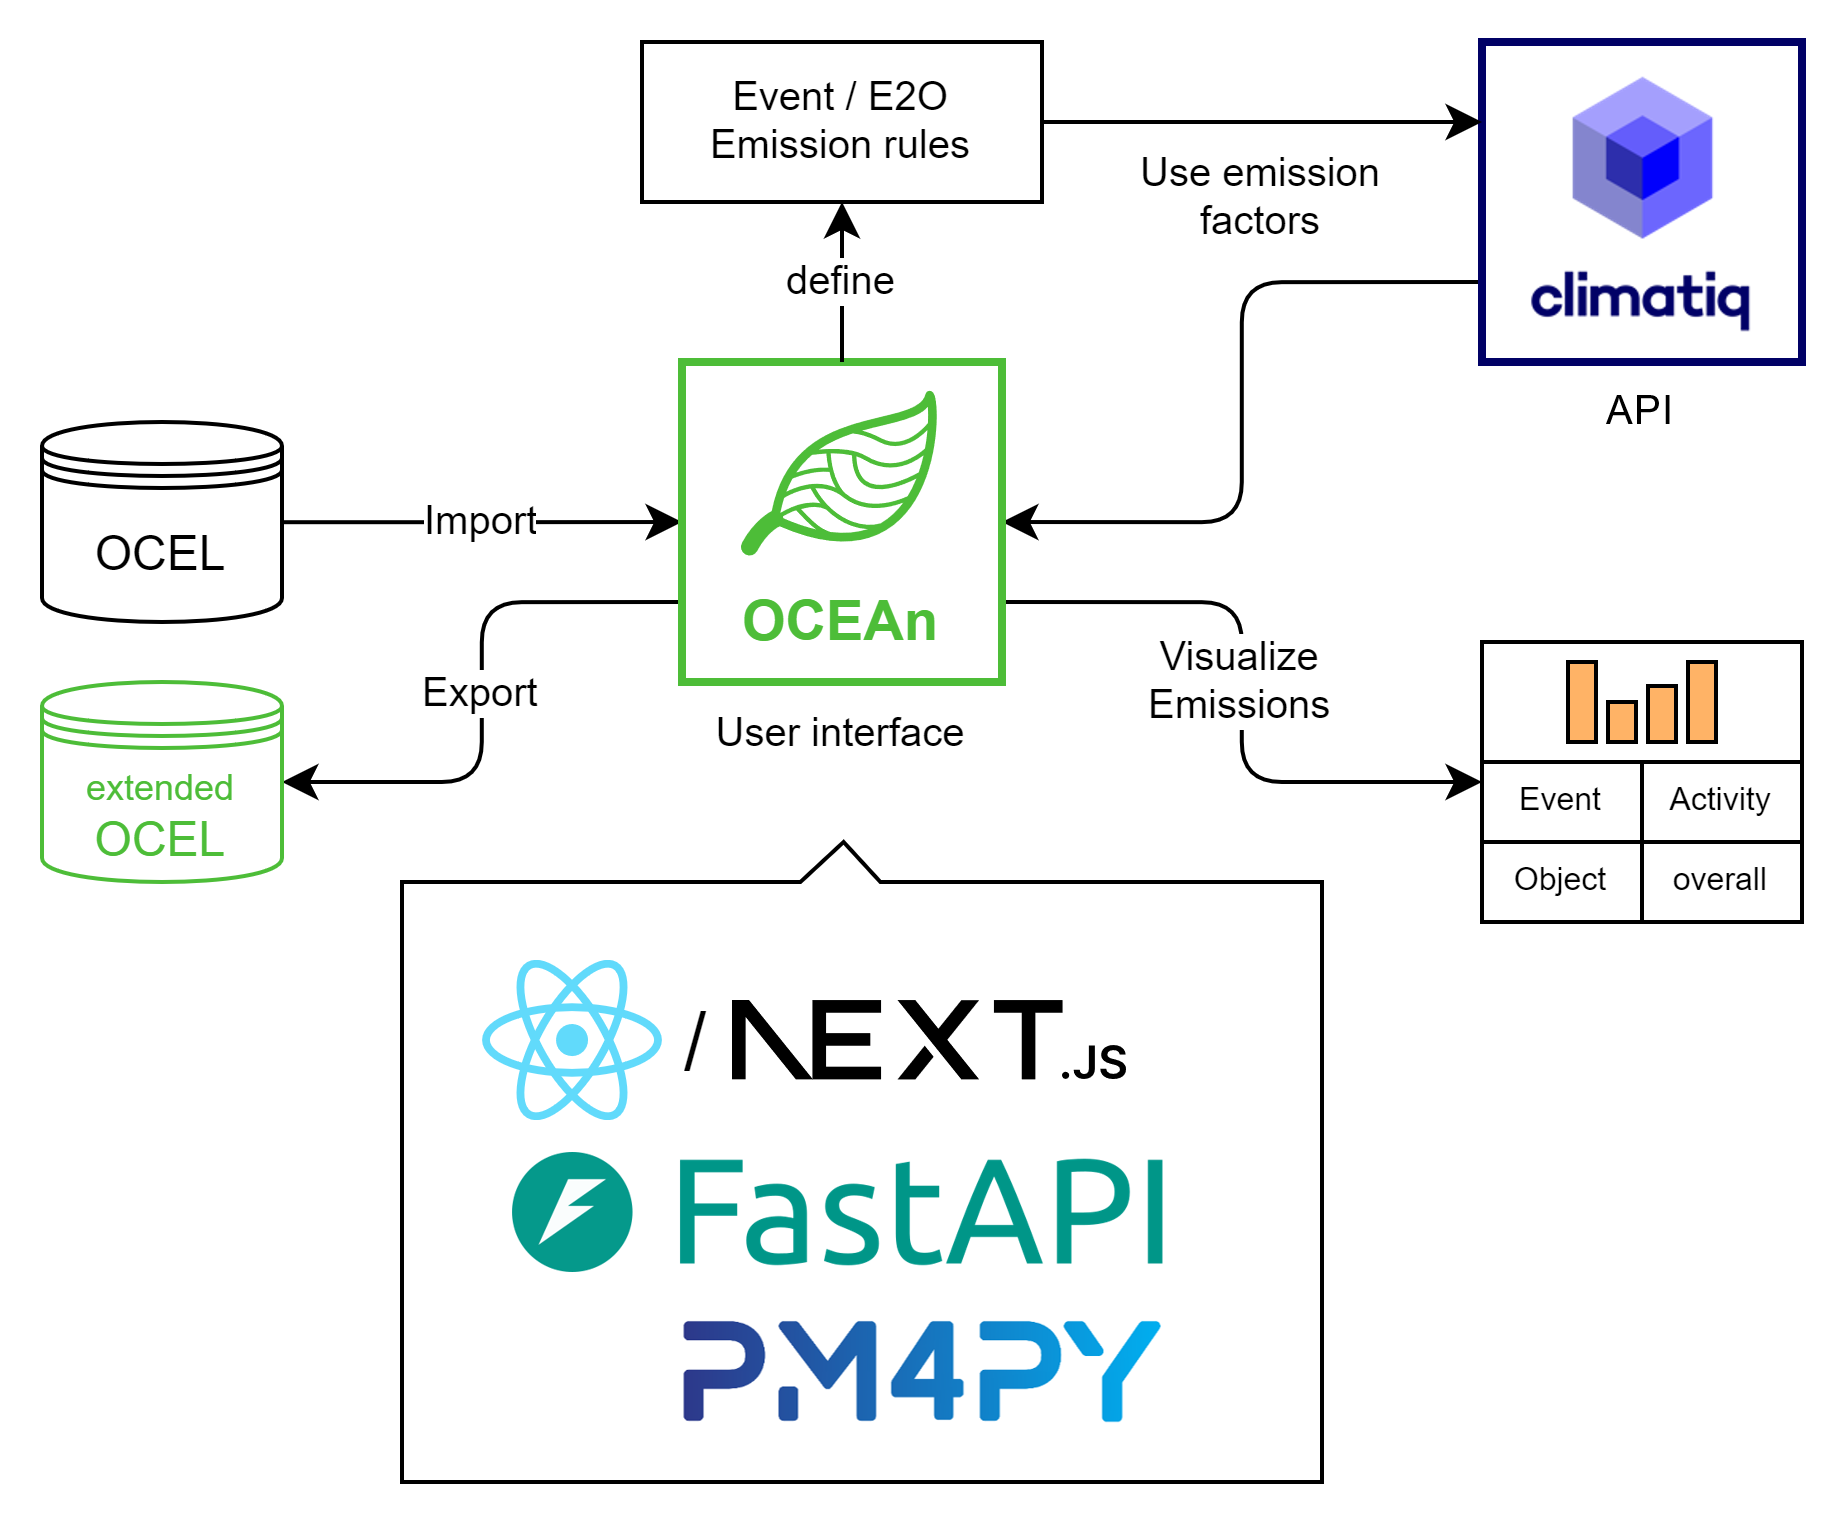 Event / E2O
Emission rules
Use emission
factors
climatiq
API
define
OCEL
Import
OCEAn
User interface
Export
extended
OCEL
Visualize
Emissions
Event
Activity
Object
overall
/ NEXT.JS
FastAPI
PM4PY